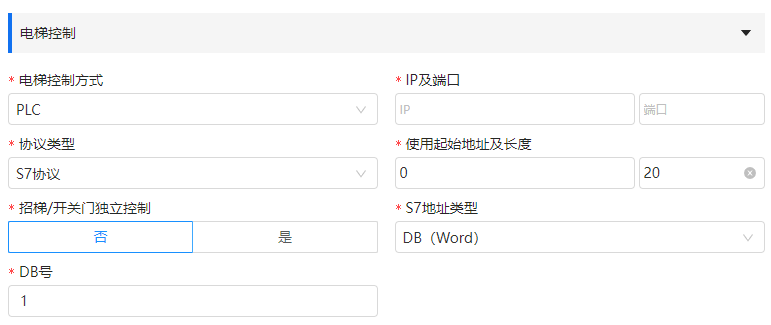 电梯控制
* 电梯控制方式
PLC
* IP及端口
IP
端口
* 协议类型
S7协议
* 使用起始地址及长度
0
20
* 招梯/开关门独立控制
否
是
* S7地址类型
DB（Word）
* DB号
1